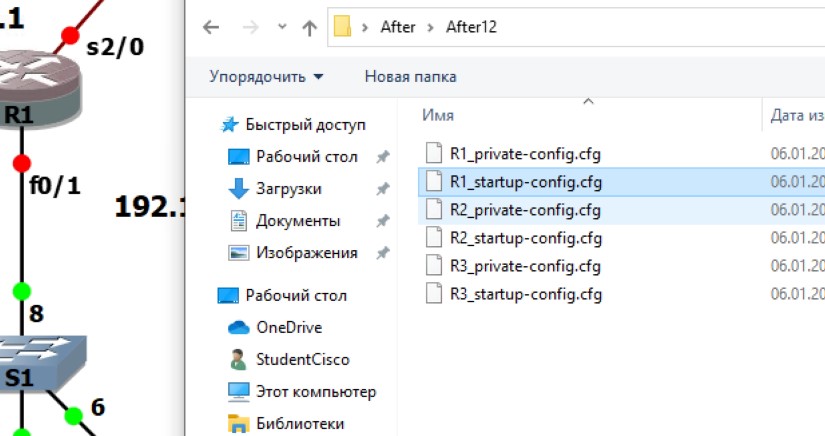 .1
s2/0
R1
f0/1
192.1
8
S1
6
After After12
Упорядочить Новая папка
Имя Дата из
Быстрый доступ
Рабочий стол
Загрузки
Документы
Изображения
Рабочий стол
OneDrive
StudentCisco
Этот компьютер
Библиотеки
R1_private-config.cfg 06.01.20
R1_startup-config.cfg 06.01.20
R2_private-config.cfg 06.01.20
R2_startup-config.cfg 06.01.20
R3_private-config.cfg 06.01.20
R3_startup-config.cfg 06.01.20